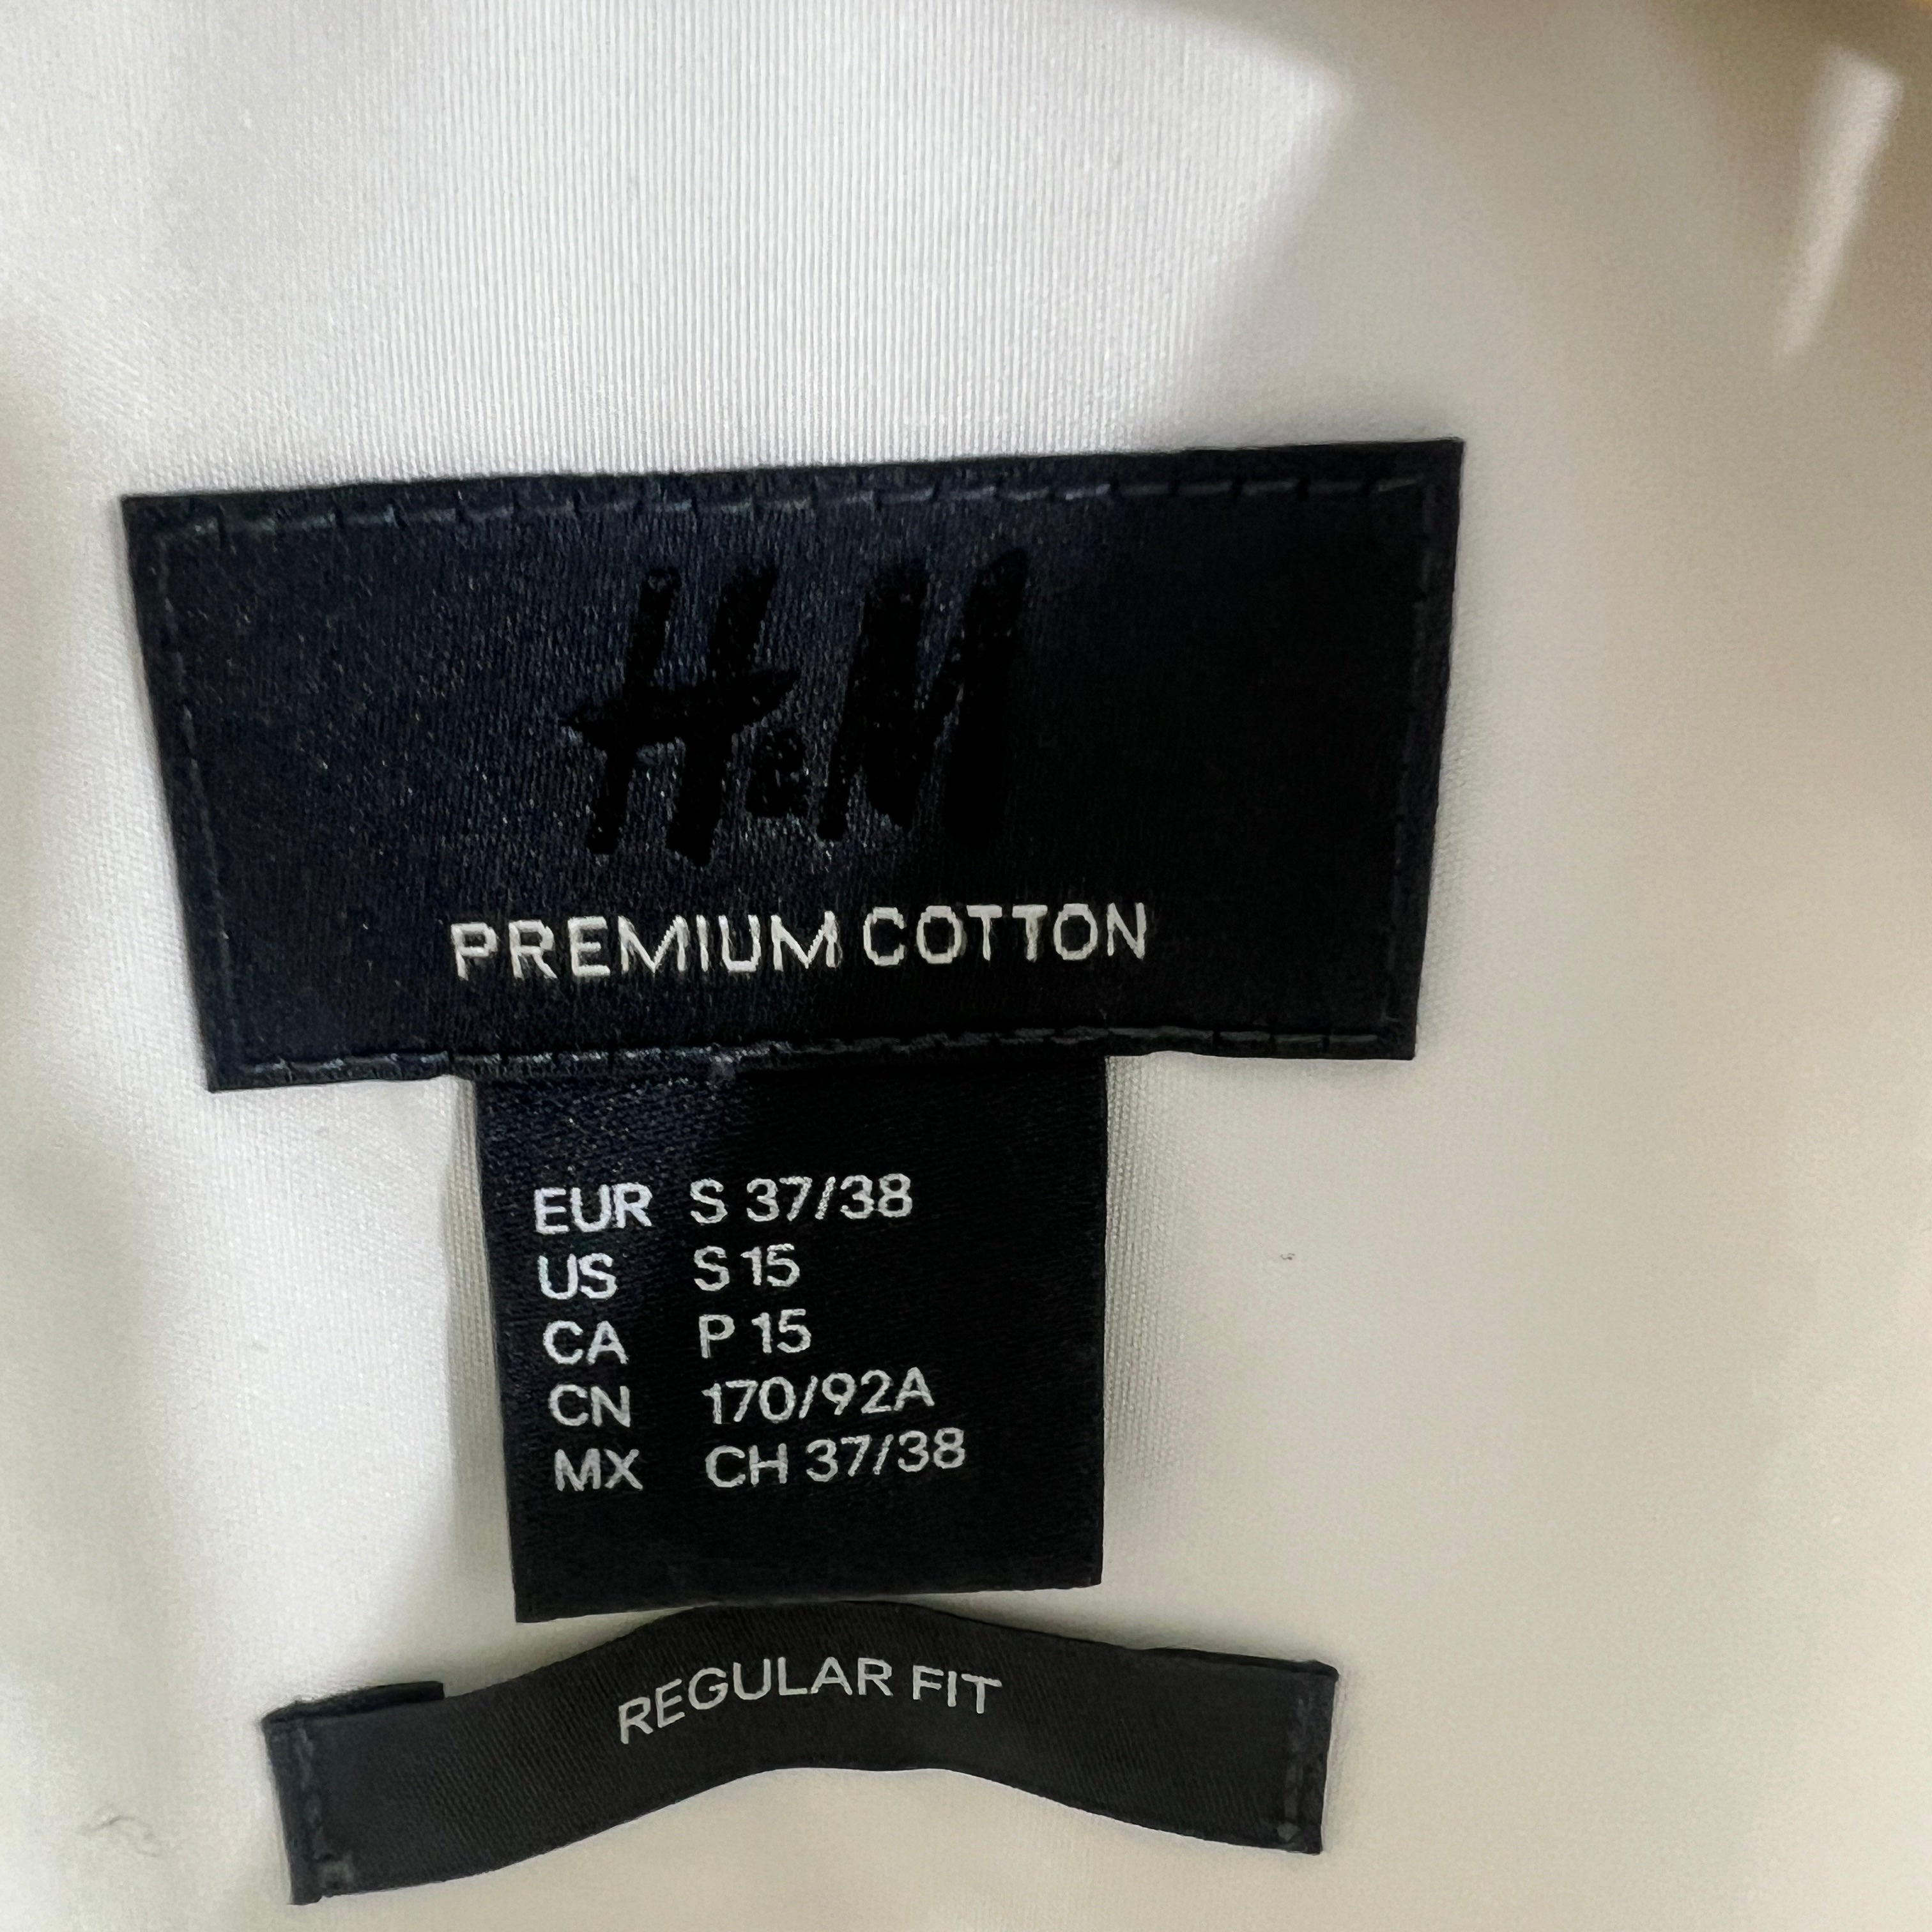 H&M
PREMIUM COTTON
EUR S 37/38
US S 15
CA P 15
CN 170/92A
MX CH 37/38
REGULAR FIT